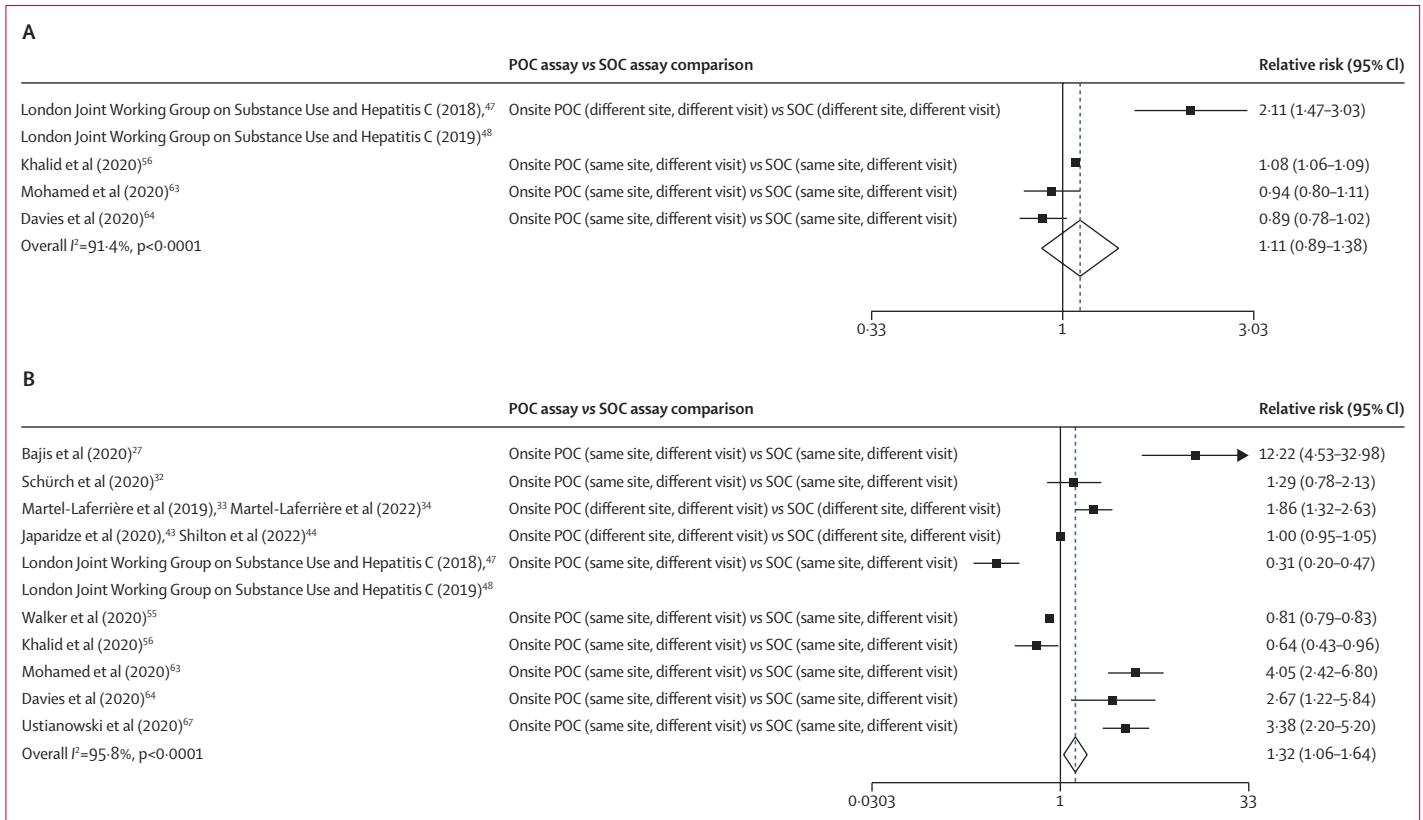 A
POC assay vs SOC assay comparison Relative risk (95% CI)
London Joint Working Group on Substance Use and Hepatitis C (2018),47 Onsite POC (different site, different visit) vs SOC (different site, different visit) 2·11 (1·47–3·03)
London Joint Working Group on Substance Use and Hepatitis C (2019)48
Khalid et al (2020)56 Onsite POC (same site, different visit) vs SOC (same site, different visit) 1·08 (1·06–1·09)
Mohamed et al (2020)63 Onsite POC (same site, different visit) vs SOC (same site, different visit) 0·94 (0·80–1·11)
Davies et al (2020)64 Onsite POC (same site, different visit) vs SOC (same site, different visit) 0·89 (0·78–1·02)
Overall I2=91·4%, p<0·0001 1·11 (0·89–1·38)
0·33 1 3·03
B
POC assay vs SOC assay comparison Relative risk (95% CI)
Bajis et al (2020)27 Onsite POC (same site, different visit) vs SOC (same site, different visit) 12·22 (4·53–32·98)
Schürch et al (2020)32 Onsite POC (same site, different visit) vs SOC (same site, different visit) 1·29 (0·78–2·13)
Martel-Laferrière et al (2019),33 Martel-Laferrière et al (2022)34 Onsite POC (different site, different visit) vs SOC (different site, different visit) 1·86 (1·32–2·63)
Japaridze et al (2020),43 Shilton et al (2022)44 Onsite POC (different site, different visit) vs SOC (different site, different visit) 1·00 (0·95–1·05)
London Joint Working Group on Substance Use and Hepatitis C (2018),47 Onsite POC (same site, different visit) vs SOC (same site, different visit) 0·31 (0·20–0·47)
London Joint Working Group on Substance Use and Hepatitis C (2019)48
Walker et al (2020)55 Onsite POC (same site, different visit) vs SOC (same site, different visit) 0·81 (0·79–0·83)
Khalid et al (2020)56 Onsite POC (same site, different visit) vs SOC (same site, different visit) 0·64 (0·43–0·96)
Mohamed et al (2020)63 Onsite POC (same site, different visit) vs SOC (same site, different visit) 4·05 (2·42–6·80)
Davies et al (2020)64 Onsite POC (same site, different visit) vs SOC (same site, different visit) 2·67 (1·22–5·84)
Ustianowski et al (2020)67 Onsite POC (same site, different visit) vs SOC (same site, different visit) 3·38 (2·20–5·20)
Overall I2=95·8%, p<0·0001 1·32 (1·06–1·64)
0·0303 1 33